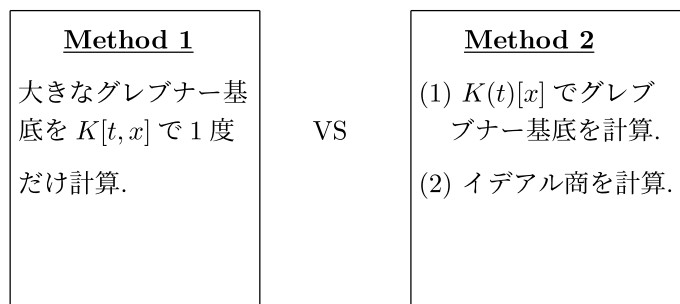 Method 1
大きなグレブナー基
底を K[t, x] で 1 度
だけ計算.
VS
Method 2
(1) K(t)[x] でグレブ
ブナー基底を計算.
(2) イデアル商を計算.